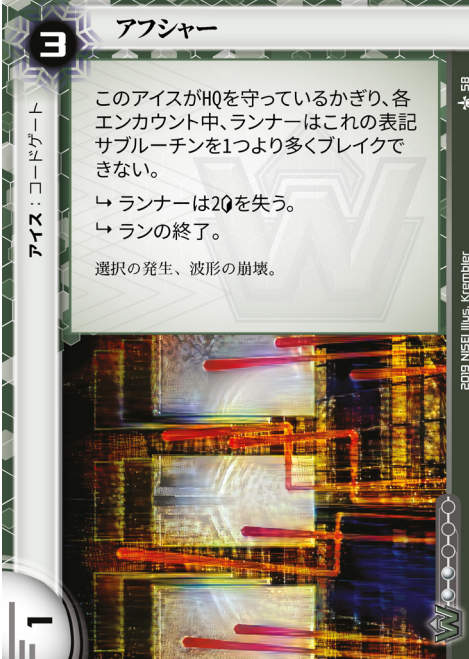 3
アフシャー
アイス：コードゲート
このアイスがHQを守っているかぎり、各
エンカウント中、ランナーはこれの表記
サブルーチンを1つより多くブレイクで
きない。
ランナーは2を失う。
ランの終了。
選択の発生、波形の崩壊。
58
2019 NISEI Illus. Krembler
1